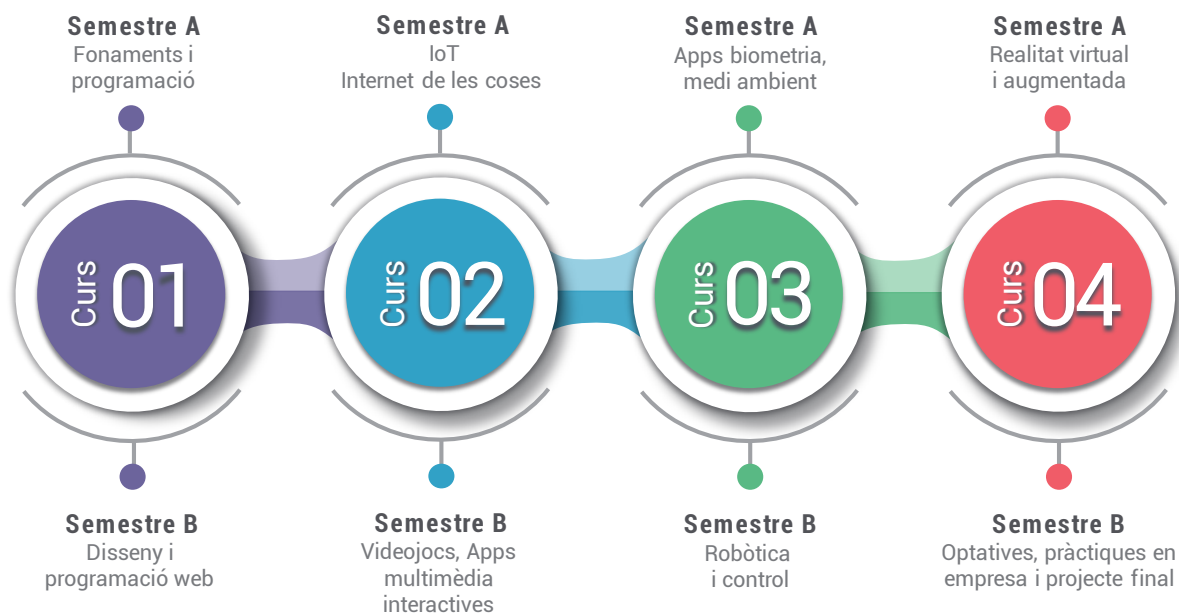 Semestre A
Fonaments i
programació
Semestre A
IoT
Internet de les coses
Semestre A
Apps biometria,
medi ambient
Semestre A
Realitat virtual
i augmentada
Curs 01
Curs 02
Curs 03
Curs 04
Semestre B
Disseny i
programació web
Semestre B
Videojocs, Apps
multimèdia
interactives
Semestre B
Robòtica
i control
Semestre B
Optatives, pràctiques en
empresa i projecte final